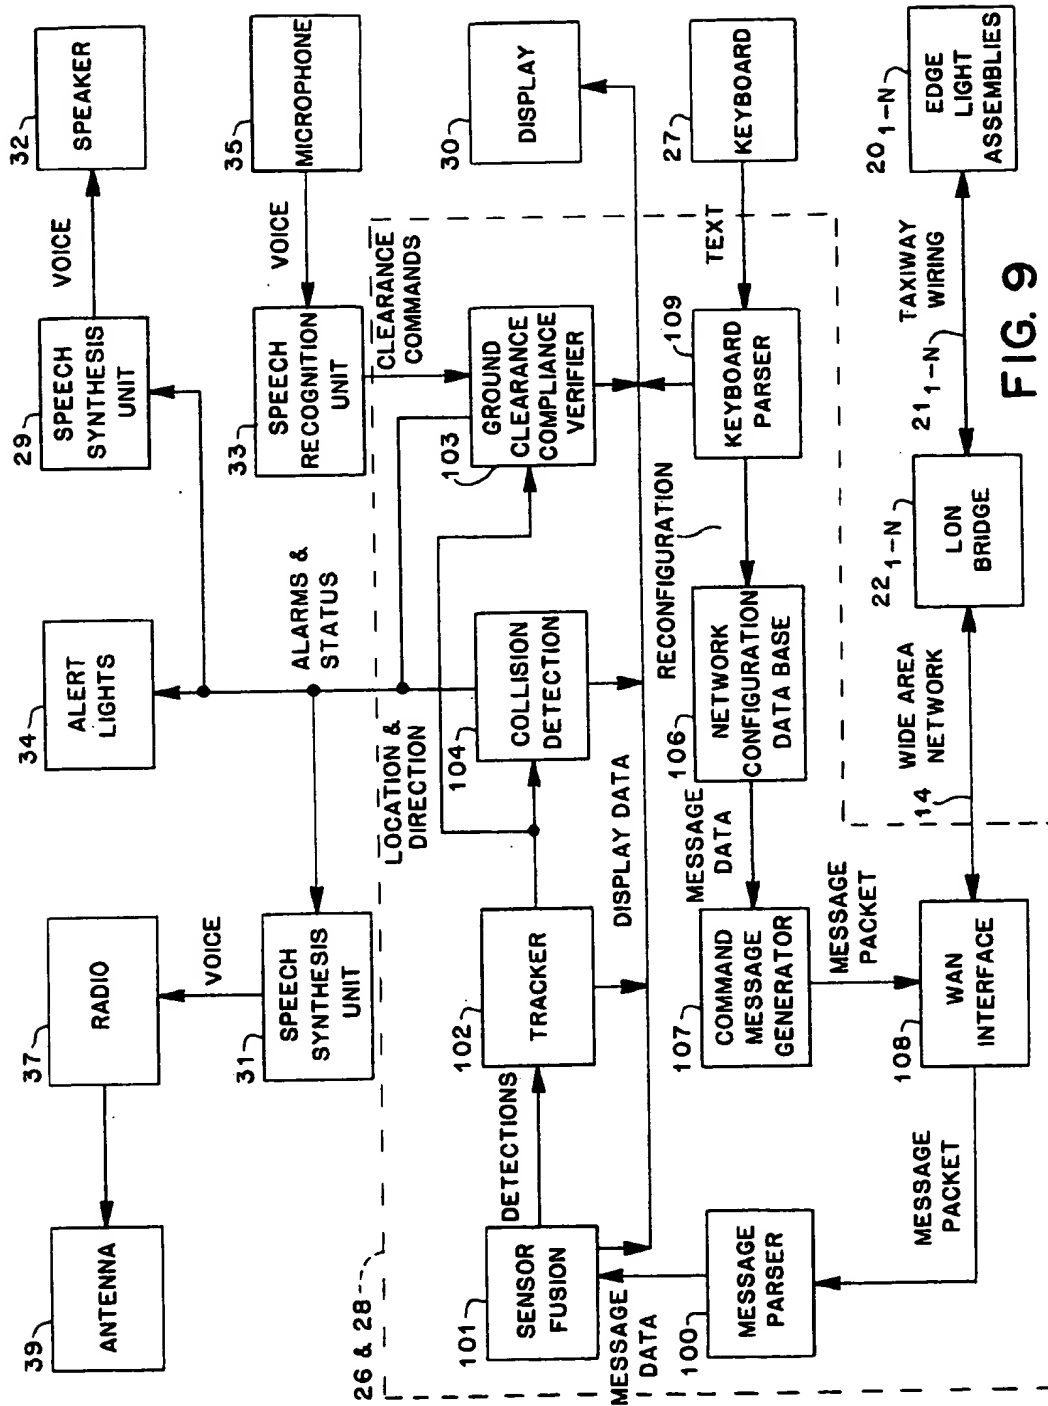 39
ANTENNA
37
RADIO
VOICE
31
SPEECH
SYNTHESIS
UNIT
34
ALERT
LIGHTS
ALARMS &
STATUS
29
SPEECH
SYNTHESIS
UNIT
VOICE
32
SPEAKER
33
SPEECH
RECOGNITION
UNIT
VOICE
35
MICROPHONE
26 & 28
LOCATION &
DIRECTION
CLEARANCE
COMMANDS
101
SENSOR
FUSION
DETECTIONS
102
TRACKER
104
COLLISION
DETECTION
103
GROUND
CLEARANCE
COMPLIANCE
VERIFIER
30
DISPLAY
DISPLAY DATA
MESSAGE
DATA
100
MESSAGE
PARSER
107
COMMAND
MESSAGE
GENERATOR
MESSAGE
DATA
106
NETWORK
CONFIGURATION
DATA BASE
RECONFIGURATION
109
KEYBOARD
PARSER
TEXT
27
KEYBOARD
MESSAGE
PACKET
MESSAGE
PACKET
108
WAN
INTERFACE
14
WIDE AREA
NETWORK
22 1-N
LON
BRIDGE
21 1-N
TAXIWAY
WIRING
20 1-N
EDGE
LIGHT
ASSEMBLIES
FIG. 9